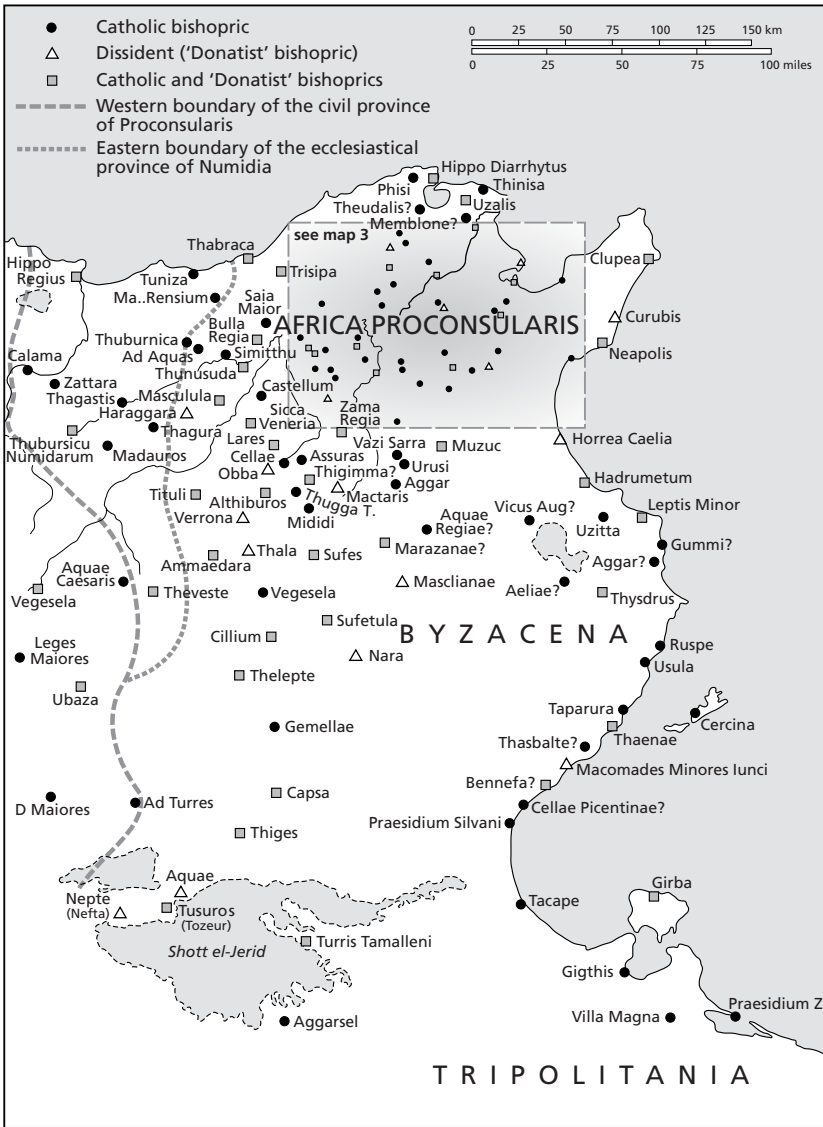 Catholic bishopric
Dissident ('Donatist' bishopric)
Catholic and 'Donatist' bishoprics
Western boundary of the civil province
of Proconsularis
Eastern boundary of the ecclesiastical
province of Numidia
0 25 50 75 100 125 150 km
0 25 50 75 100 miles
Hippo Diarrhytus
Phisi
Thinisa
Theudalis?
Uzalis
Memblone?
see map 3
Thabraca
Clupea
Hippo
Regius
Trisipa
Tuniza
Ma..Rensium
Saia
Maior
Curubis
Bulla
Regia
AFRICA PROCONSULARIS
Thuburnica
Ad Aquas
Simitthu
Neapolis
Calama
Thunusuda
Zattara
Thagastis
Masculula
Castellum
Haraggara
Sicca
Veneria
Zama
Regia
Thagura
Thubursicu
Numidarum
Madauros
Lares
Cellae
Obba
Vazi Sarra
Muzuc
Horrea Caelia
Assuras
Thigimma?
Urusi
Aggar
Hadrumetum
Tituli
Althiburos
Thugga T.
Mactaris
Verrona
Mididi
Aquae
Regiae?
Vicus Aug?
Uzitta
Leptis Minor
Thala
Sufes
Marazanae?
Gummi?
Ammaedara
Aggar?
Aquae
Caesaris
Vegesela
Theveste
Vegesela
Masclianae
Aeliae?
Thysdrus
Sufetula
Cillium
BYZACENA
Leges
Maiores
Nara
Ruspe
Usula
Ubaza
Thelepte
Taparura
Cercina
Gemellae
Thaenae
Thasbalte?
Macomades Minores Iunci
Bennefa?
D Maiores
Ad Turres
Capsa
Cellae Picentinae?
Praesidium Silvani
Thiges
Aquae
Nepte
(Nefta)
Tusuros
(Tozeur)
Girba
Tacape
Shott el-Jerid
Turris Tamalleni
Gigthis
Aggarsel
Villa Magna
Praesidium Z
TRIPOLITANIA